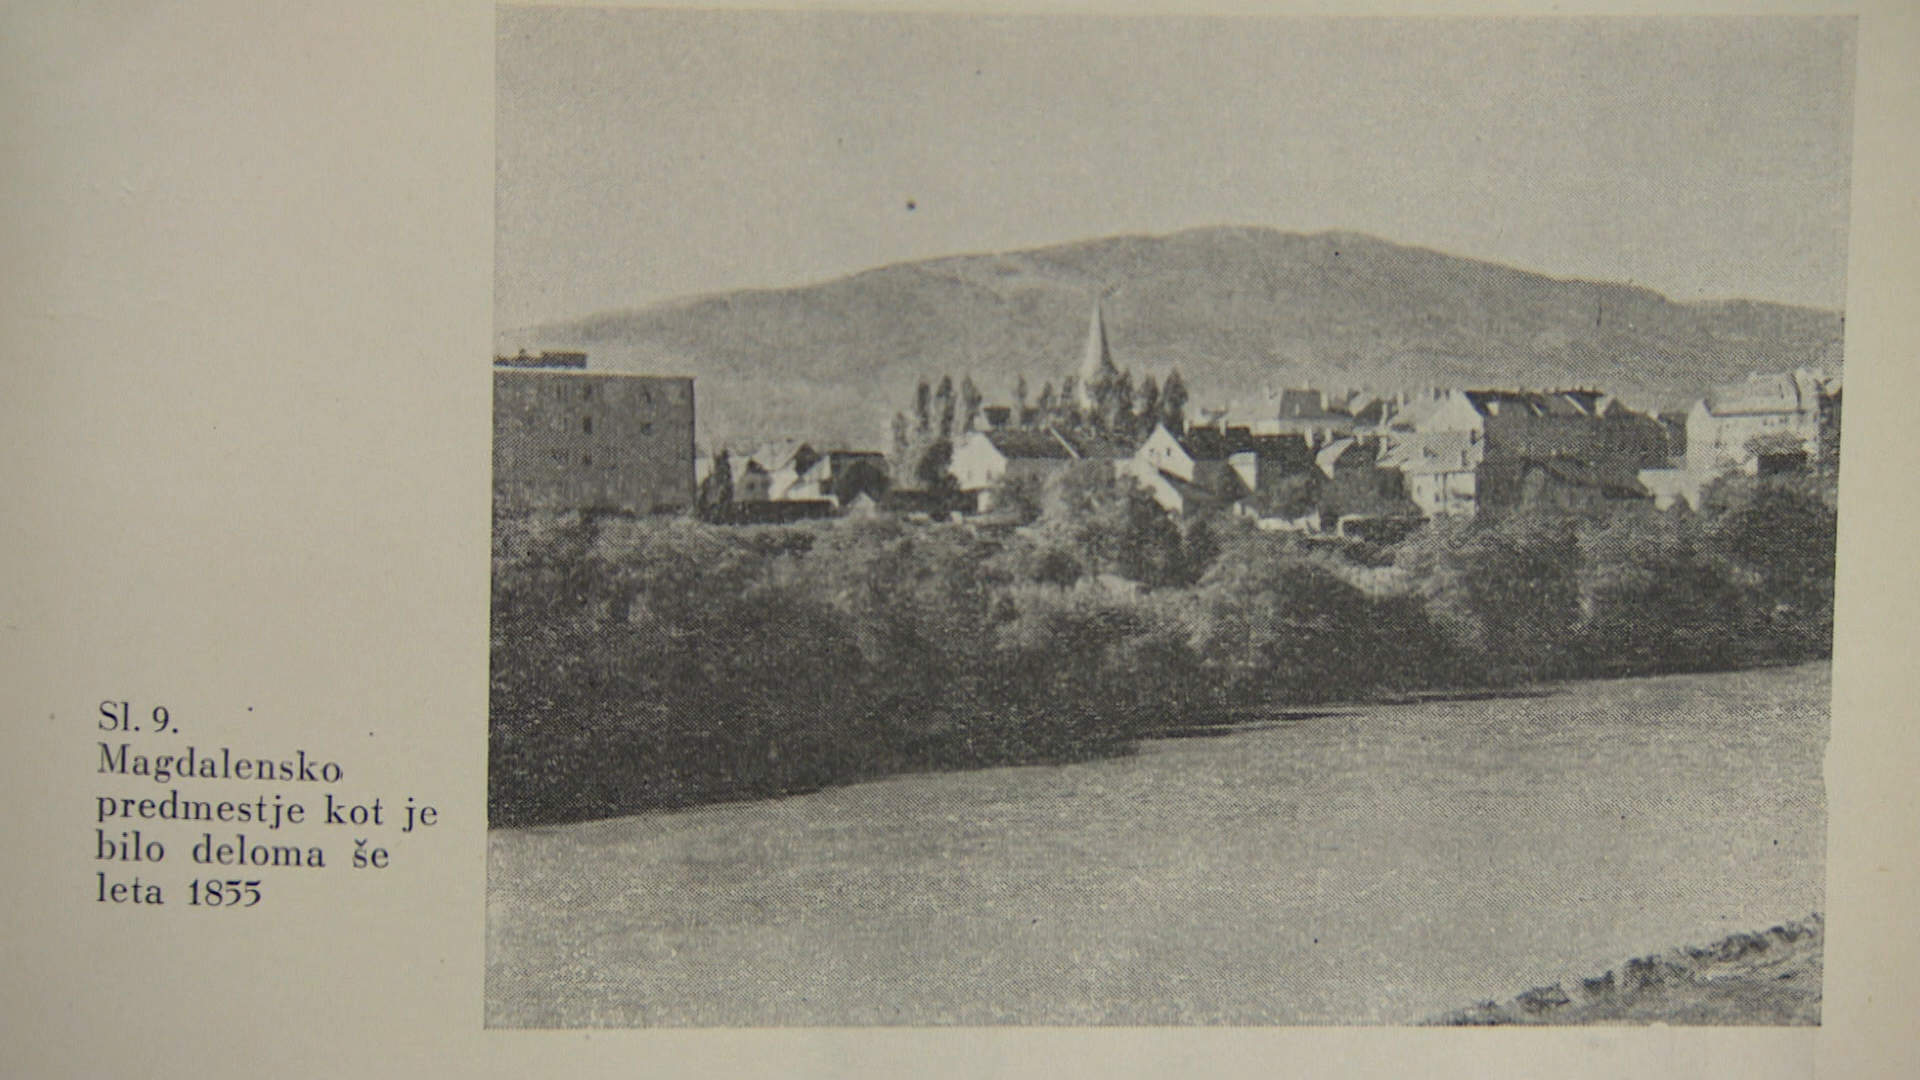 Sl. 9.
Magdalensko
predmestje kot je
bilo deloma še
leta 1855